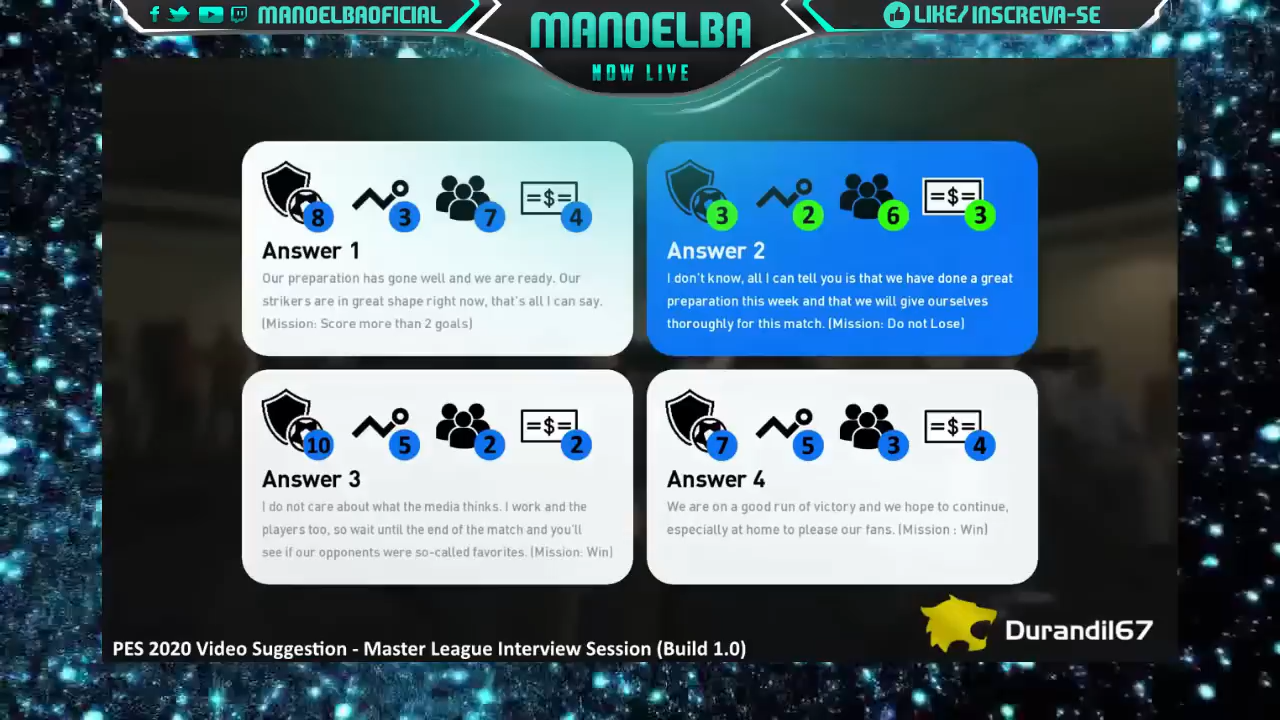 MANOELBAOFICIAL
MANOELBA
NOW LIVE
LIKE/INSCREVA-SE
8 3 7 =$= 4
Answer 1
Our preparation has gone well and we are ready. Our
strikers are in great shape right now, that's all I can say.
(Mission: Score more than 2 goals)
3 2 6 =$= 3
Answer 2
I don't know, all I can tell you is that we have done a great
preparation this week and that we will give ourselves
thoroughly for this match. (Mission: Do not Lose)
10 5 2 =$= 2
Answer 3
I do not care about what the media thinks. I work and the
players too, so wait until the end of the match and you'll
see if our opponents were so-called favorites. (Mission: Win)
7 5 3 =$= 4
Answer 4
We are on a good run of victory and we hope to continue,
especially at home to please our fans. (Mission : Win)
Durandil67
PES 2020 Video Suggestion - Master League Interview Session (Build 1.0)